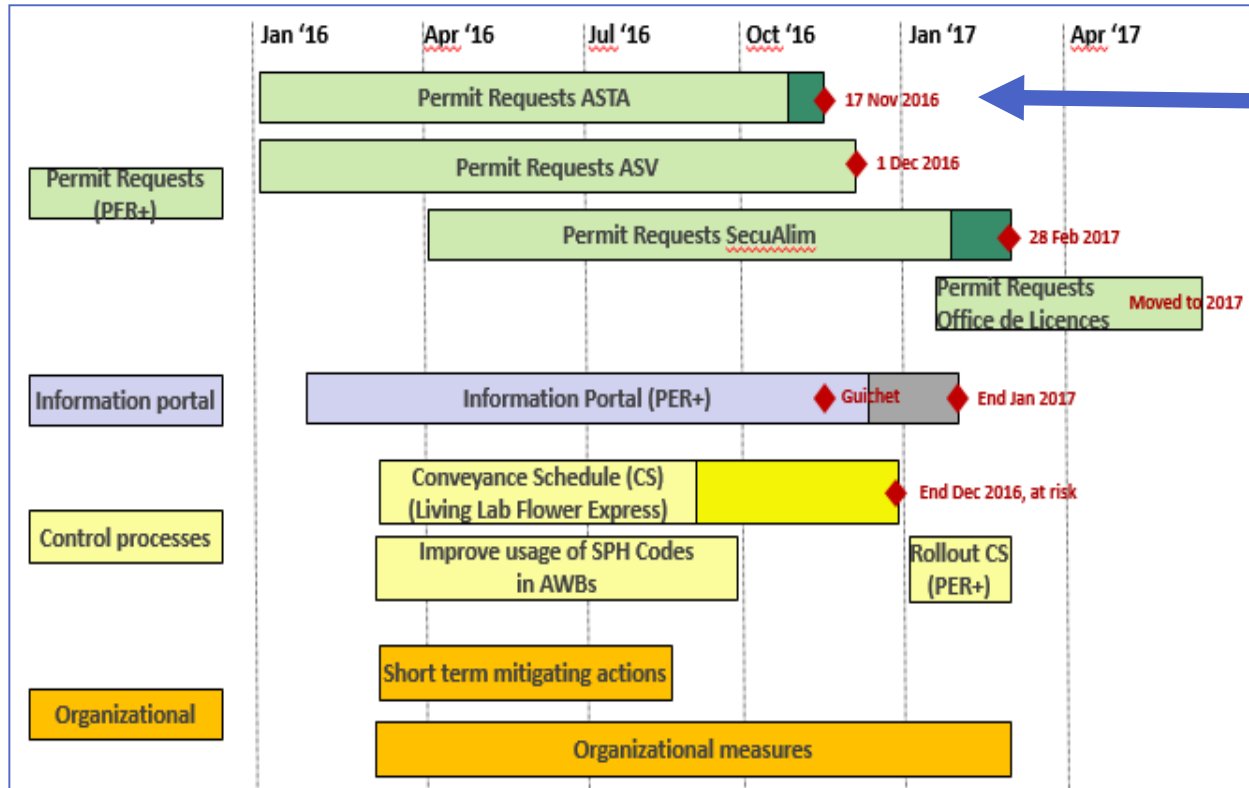 Jan ‘16 Apr ‘16 Jul ‘16 Oct ‘16 Jan ‘17 Apr ‘17
Permit Requests ASTA
17 Nov 2016
Permit Requests ASV
1 Dec 2016
Permit Requests
(PER+)
Permit Requests SecuAlim
28 Feb 2017
Permit Requests
Office de Licences
Moved to 2017
Information portal
Information Portal (PER+)
Guichet
End Jan 2017
Control processes
Conveyance Schedule (CS)
(Living Lab Flower Express)
End Dec 2016, at risk
Improve usage of SPH Codes
in AWBs
Rollout CS
(PER+)
Organizational
Short term mitigating actions
Organizational measures